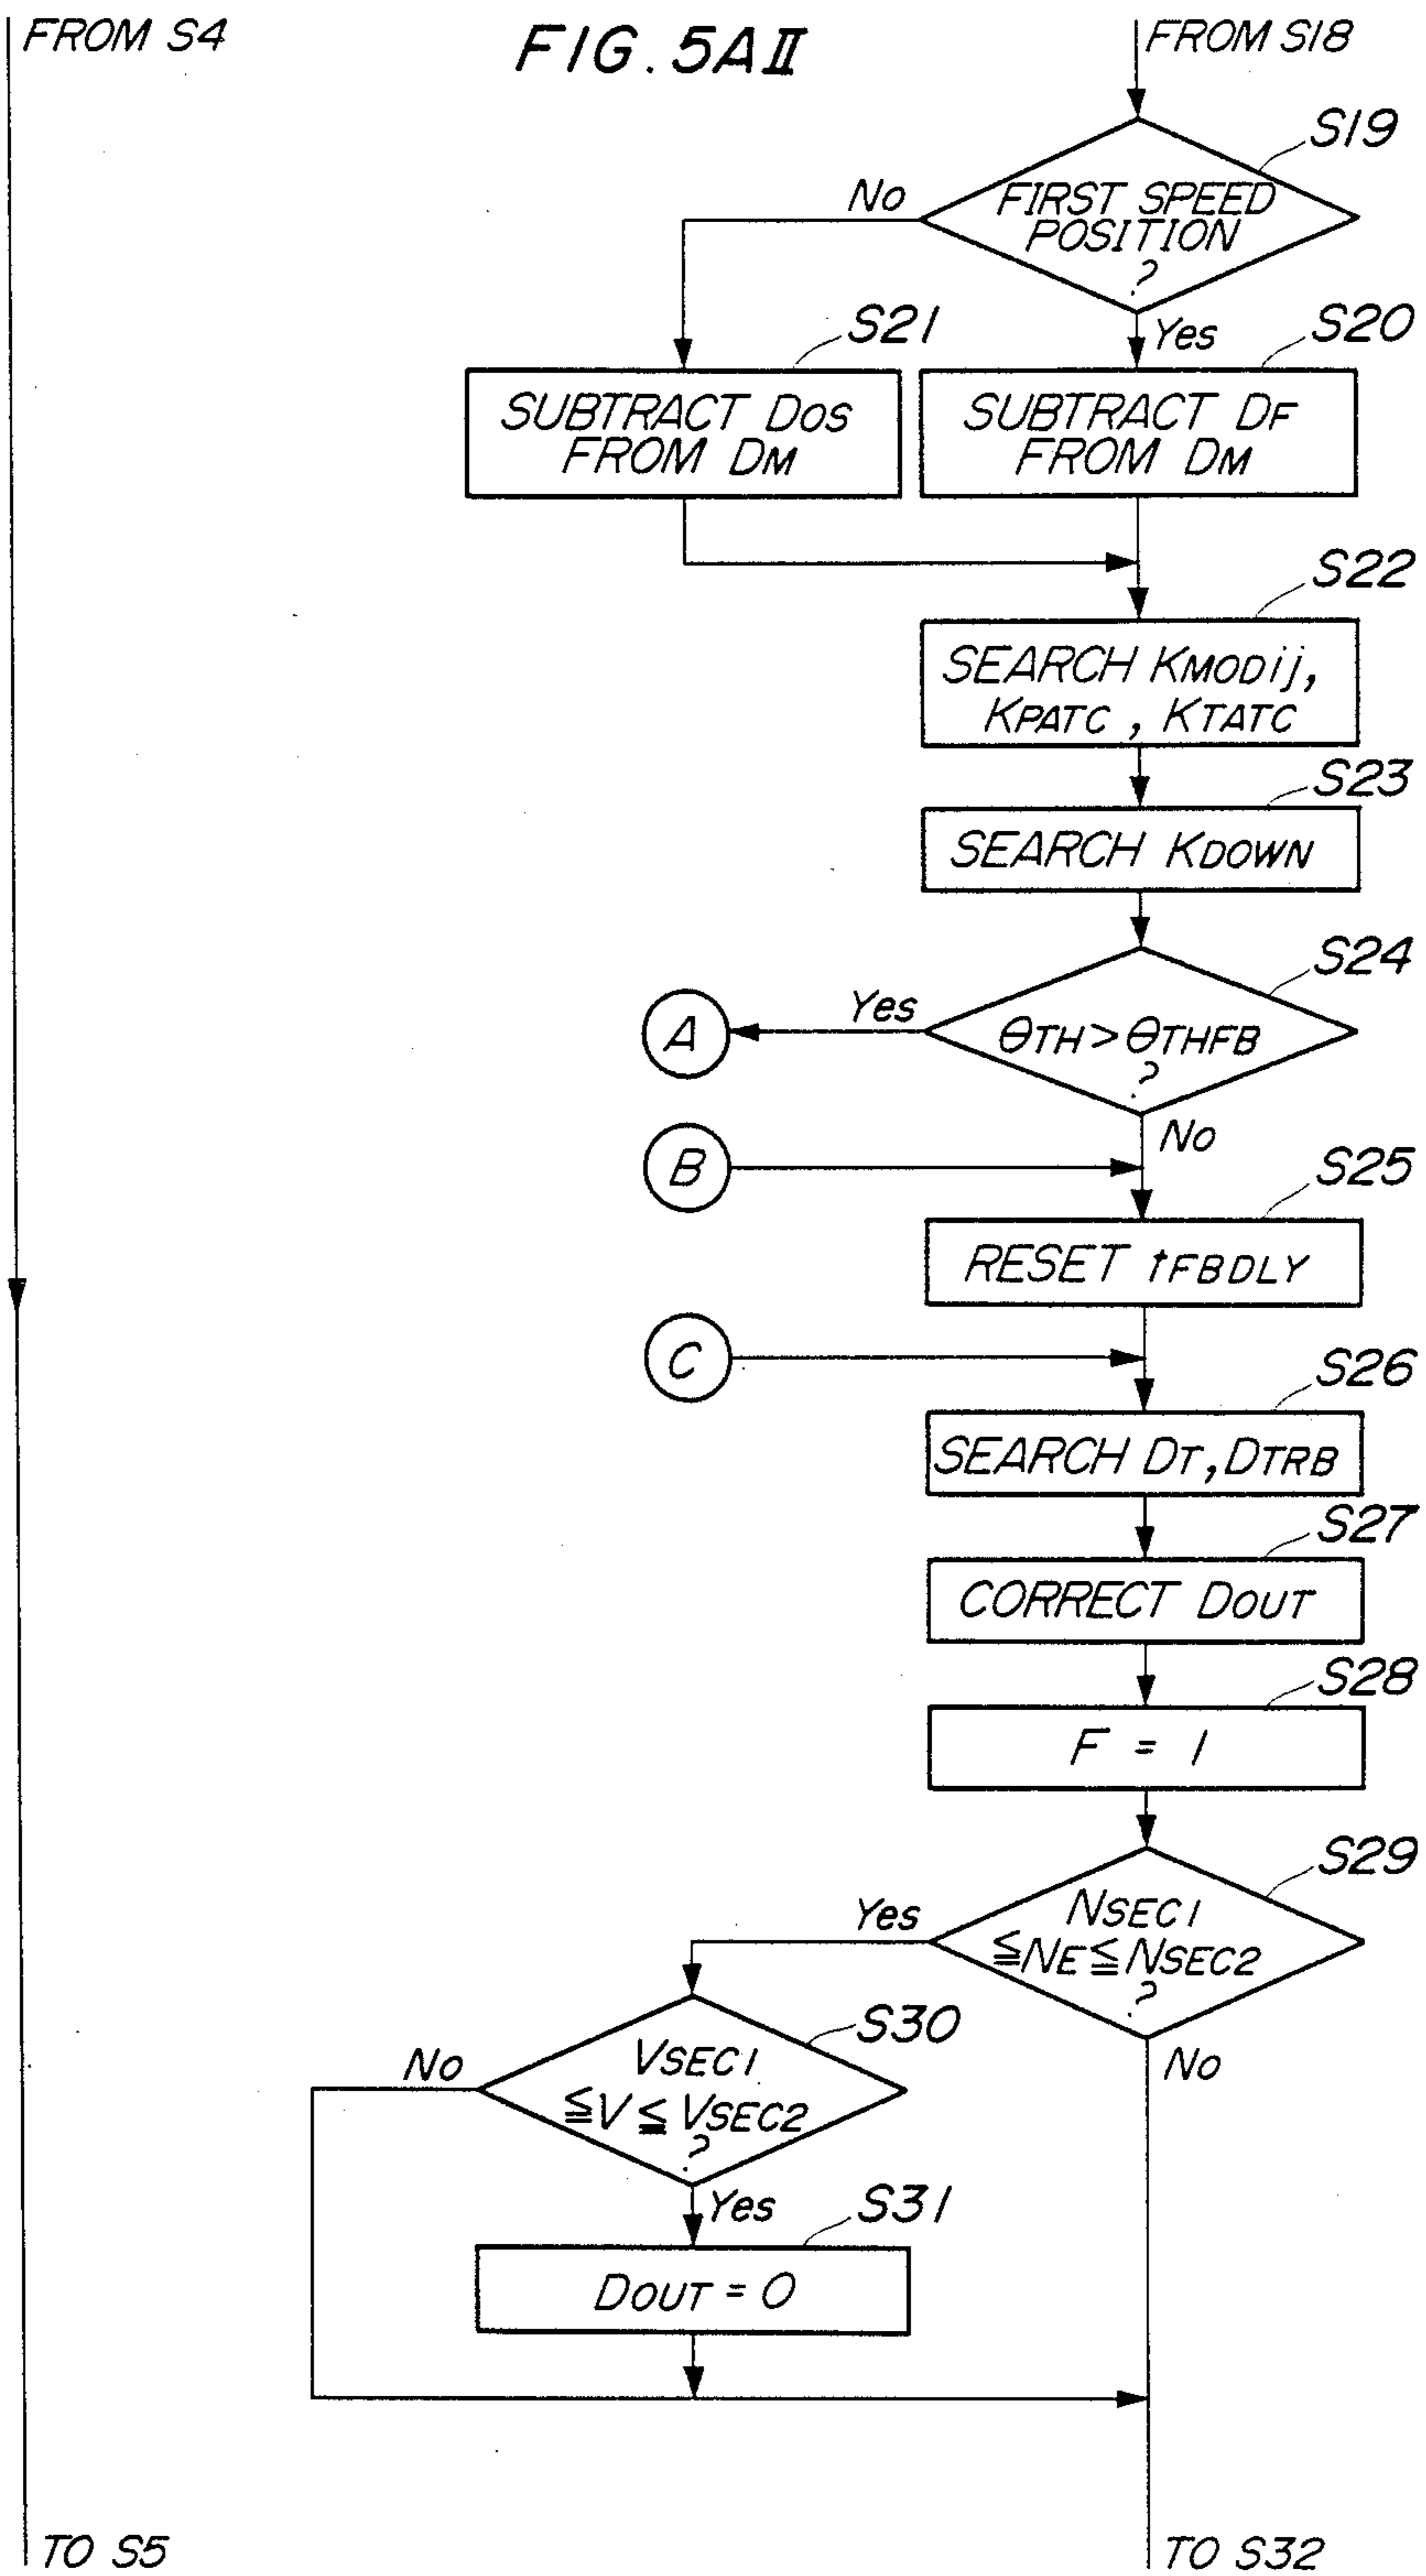 FROM S4
FIG. 5AII
FROM S18
S19
No
FIRST SPEED
POSITION
?
S21
Yes
S20
SUBTRACT DOS
FROM DM
SUBTRACT DF
FROM DM
S22
SEARCH KMODij,
KPATC , KTATC
S23
SEARCH KDOWN
S24
A
Yes
θTH>θTHFB
?
No
B
S25
RESET tFBDLY
C
S26
SEARCH DT, DTRB
S27
CORRECT DOUT
S28
F = 1
S29
Yes
NSEC1
≦NE≦NSEC2
?
S30
No
No
VSEC1
≦V≦VSEC2
?
Yes
S31
DOUT = 0
TO S5
TO S32